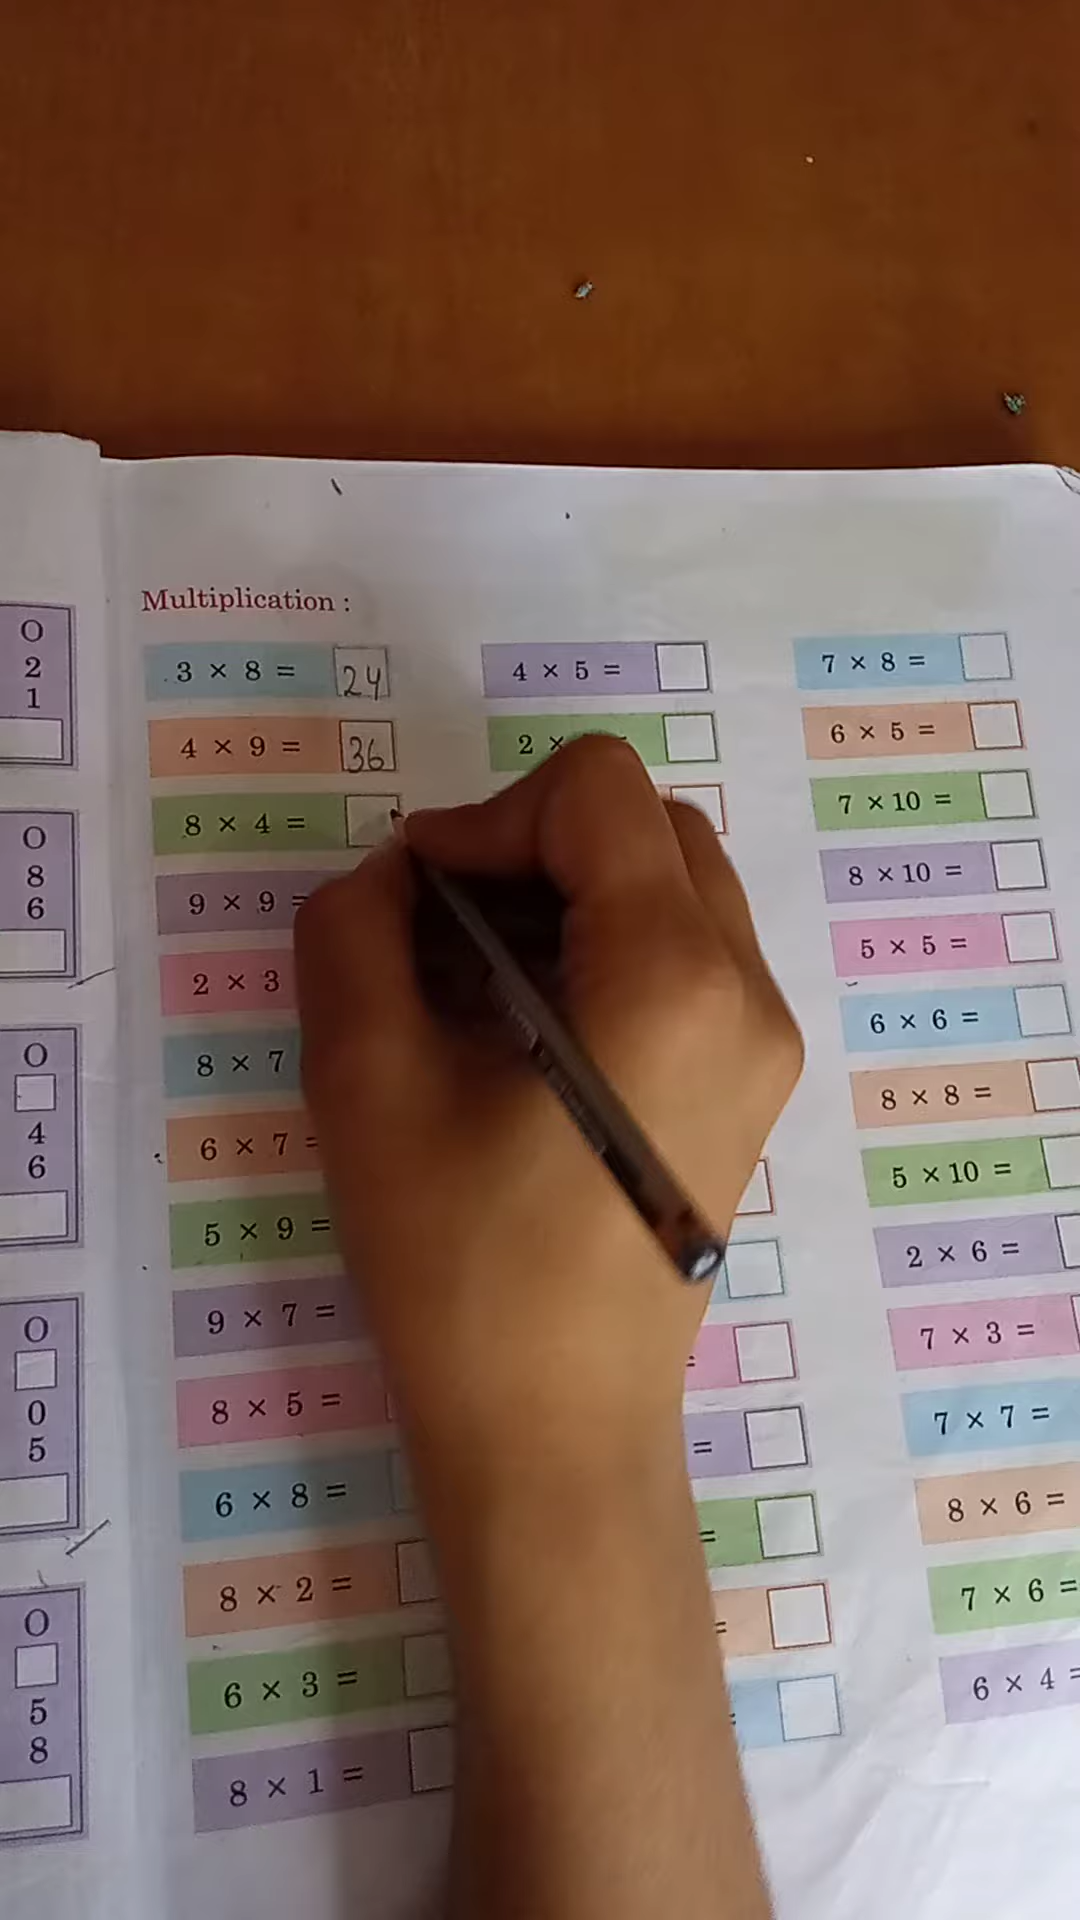 O
2
1
O
8
6
O
4
6
O
0
5
O
5
8
Multiplication :
3 × 8 = 24
4 × 9 = 36
8 × 4 =
9 × 9 =
2 × 3
8 × 7
6 × 7 =
5 × 9 =
9 × 7 =
8 × 5 =
6 × 8 =
8 × 2 =
6 × 3 =
8 × 1 =
4 × 5 =
2 ×
=
=
=
=
=
7 × 8 =
6 × 5 =
7 × 10 =
8 × 10 =
5 × 5 =
6 × 6 =
8 × 8 =
5 × 10 =
2 × 6 =
7 × 3 =
7 × 7 =
8 × 6 =
7 × 6 =
6 × 4 =